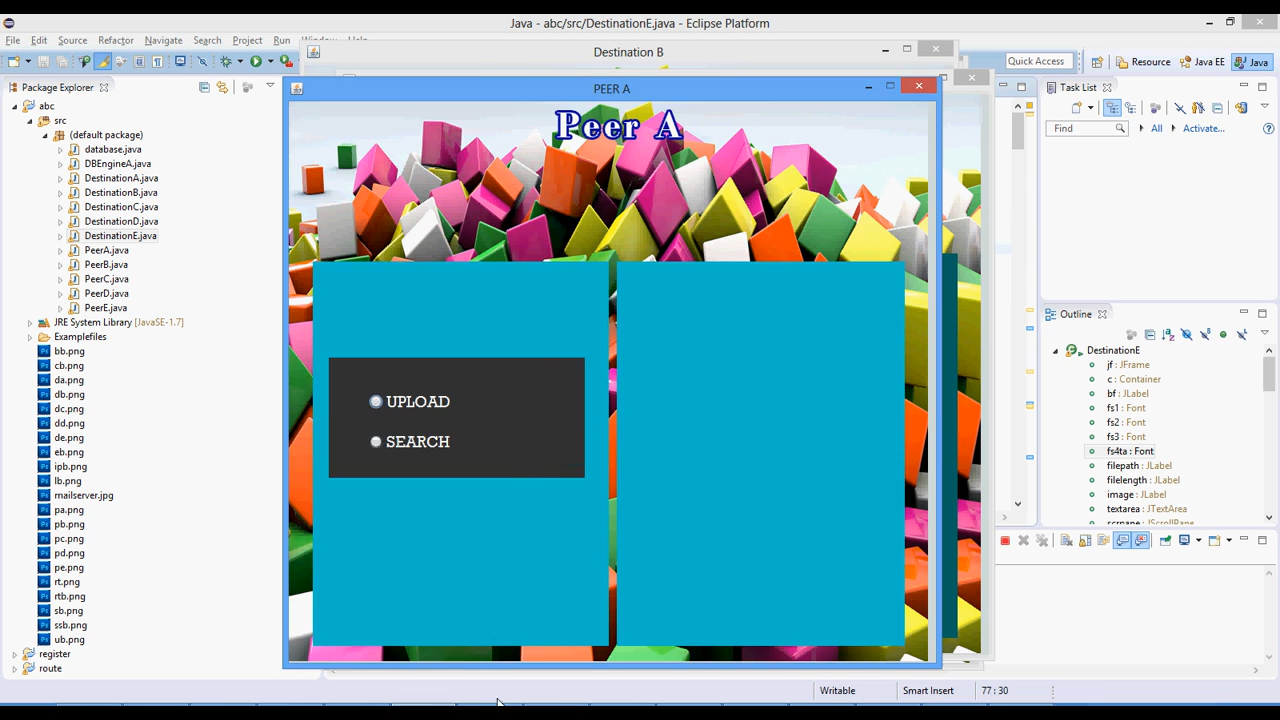 Java - abc/src/DestinationE.java - Eclipse Platform
File Edit Source Refactor Navigate Search Project Run Window Help
Destination B
Quick Access
Resource
Java EE
Java
Package Explorer
abc
src
(default package)
database.java
DBEngineA.java
DestinationA.java
DestinationB.java
DestinationC.java
DestinationD.java
DestinationE.java
PeerA.java
PeerB.java
PeerC.java
PeerD.java
PeerE.java
JRE System Library [JavaSE-1.7]
Examplefiles
bb.png
cb.png
da.png
db.png
dc.png
dd.png
de.png
eb.png
ipb.png
lb.png
mailserver.jpg
pa.png
pb.png
pc.png
pd.png
pe.png
rt.png
rtb.png
sb.png
ssb.png
ub.png
register
route
PEER A
Peer A
UPLOAD
SEARCH
Task List
Find
All
Activate...
Outline
DestinationE
jf : JFrame
c : Container
bf : JLabel
fs1 : Font
fs2 : Font
fs3 : Font
fs4ta : Font
filepath : JLabel
filelength : JLabel
image : JLabel
textarea : JTextArea
Writable
Smart Insert
77 : 30